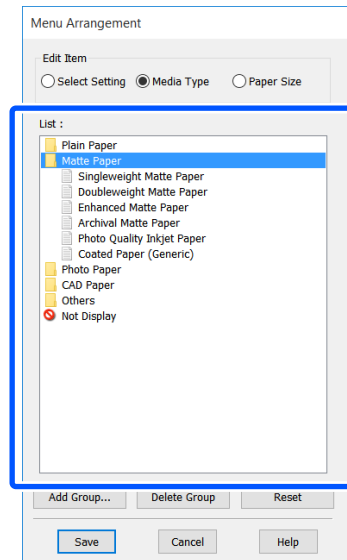 Menu Arrangement
Edit Item
Select Setting Media Type Paper Size
List :
Plain Paper
Matte Paper
Singleweight Matte Paper
Doubleweight Matte Paper
Enhanced Matte Paper
Archival Matte Paper
Photo Quality Inkjet Paper
Coated Paper (Generic)
Photo Paper
CAD Paper
Others
Not Display
Add Group... Delete Group Reset
Save Cancel Help